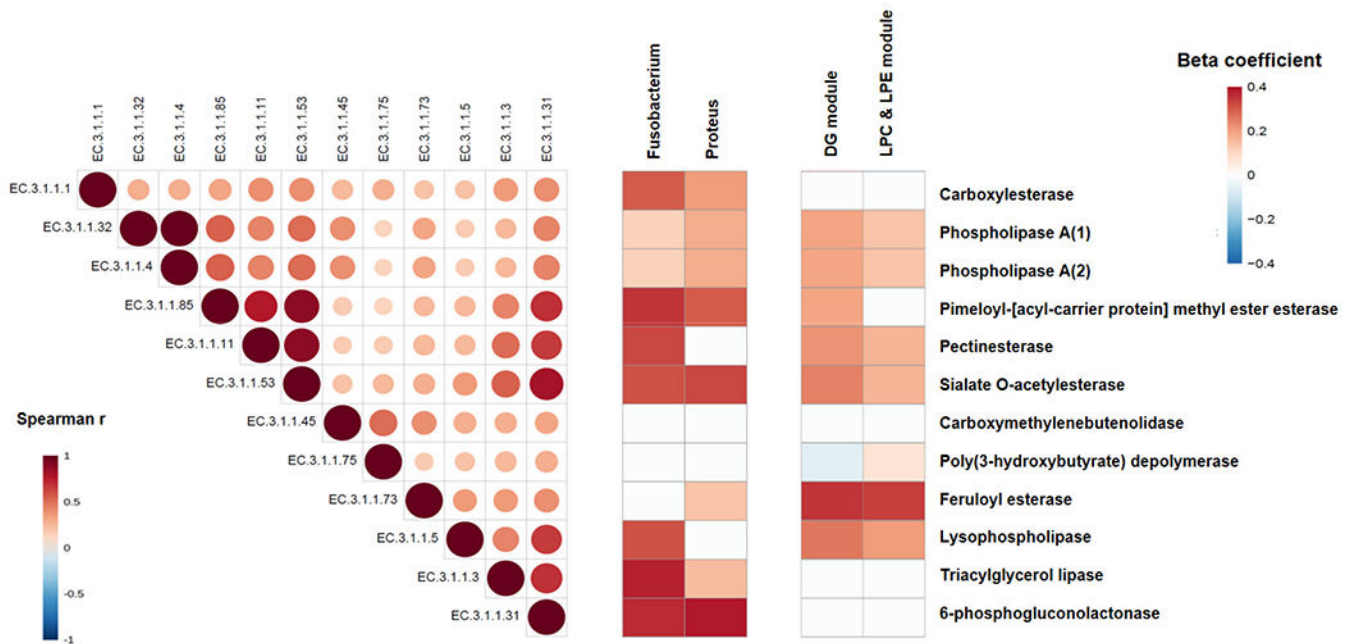 EC.3.1.1.1
EC.3.1.1.32
EC.3.1.1.4
EC.3.1.1.85
EC.3.1.1.11
EC.3.1.1.53
EC.3.1.1.45
EC.3.1.1.75
EC.3.1.1.73
EC.3.1.1.5
EC.3.1.1.3
EC.3.1.1.31
Fusobacterium
Proteus
DG module
LPC & LPE module
Beta coefficient
0.4
0.2
0
−0.2
−0.4
EC.3.1.1.1
EC.3.1.1.32
EC.3.1.1.4
EC.3.1.1.85
EC.3.1.1.11
EC.3.1.1.53
EC.3.1.1.45
EC.3.1.1.75
EC.3.1.1.73
EC.3.1.1.5
EC.3.1.1.3
EC.3.1.1.31
Carboxylesterase
Phospholipase A(1)
Phospholipase A(2)
Pimeloyl-[acyl-carrier protein] methyl ester esterase
Pectinesterase
Sialate O-acetylesterase
Carboxymethylenebutenolidase
Poly(3-hydroxybutyrate) depolymerase
Feruloyl esterase
Lysophospholipase
Triacylglycerol lipase
6-phosphogluconolactonase
Spearman r
1
0.5
0
-0.5
-1